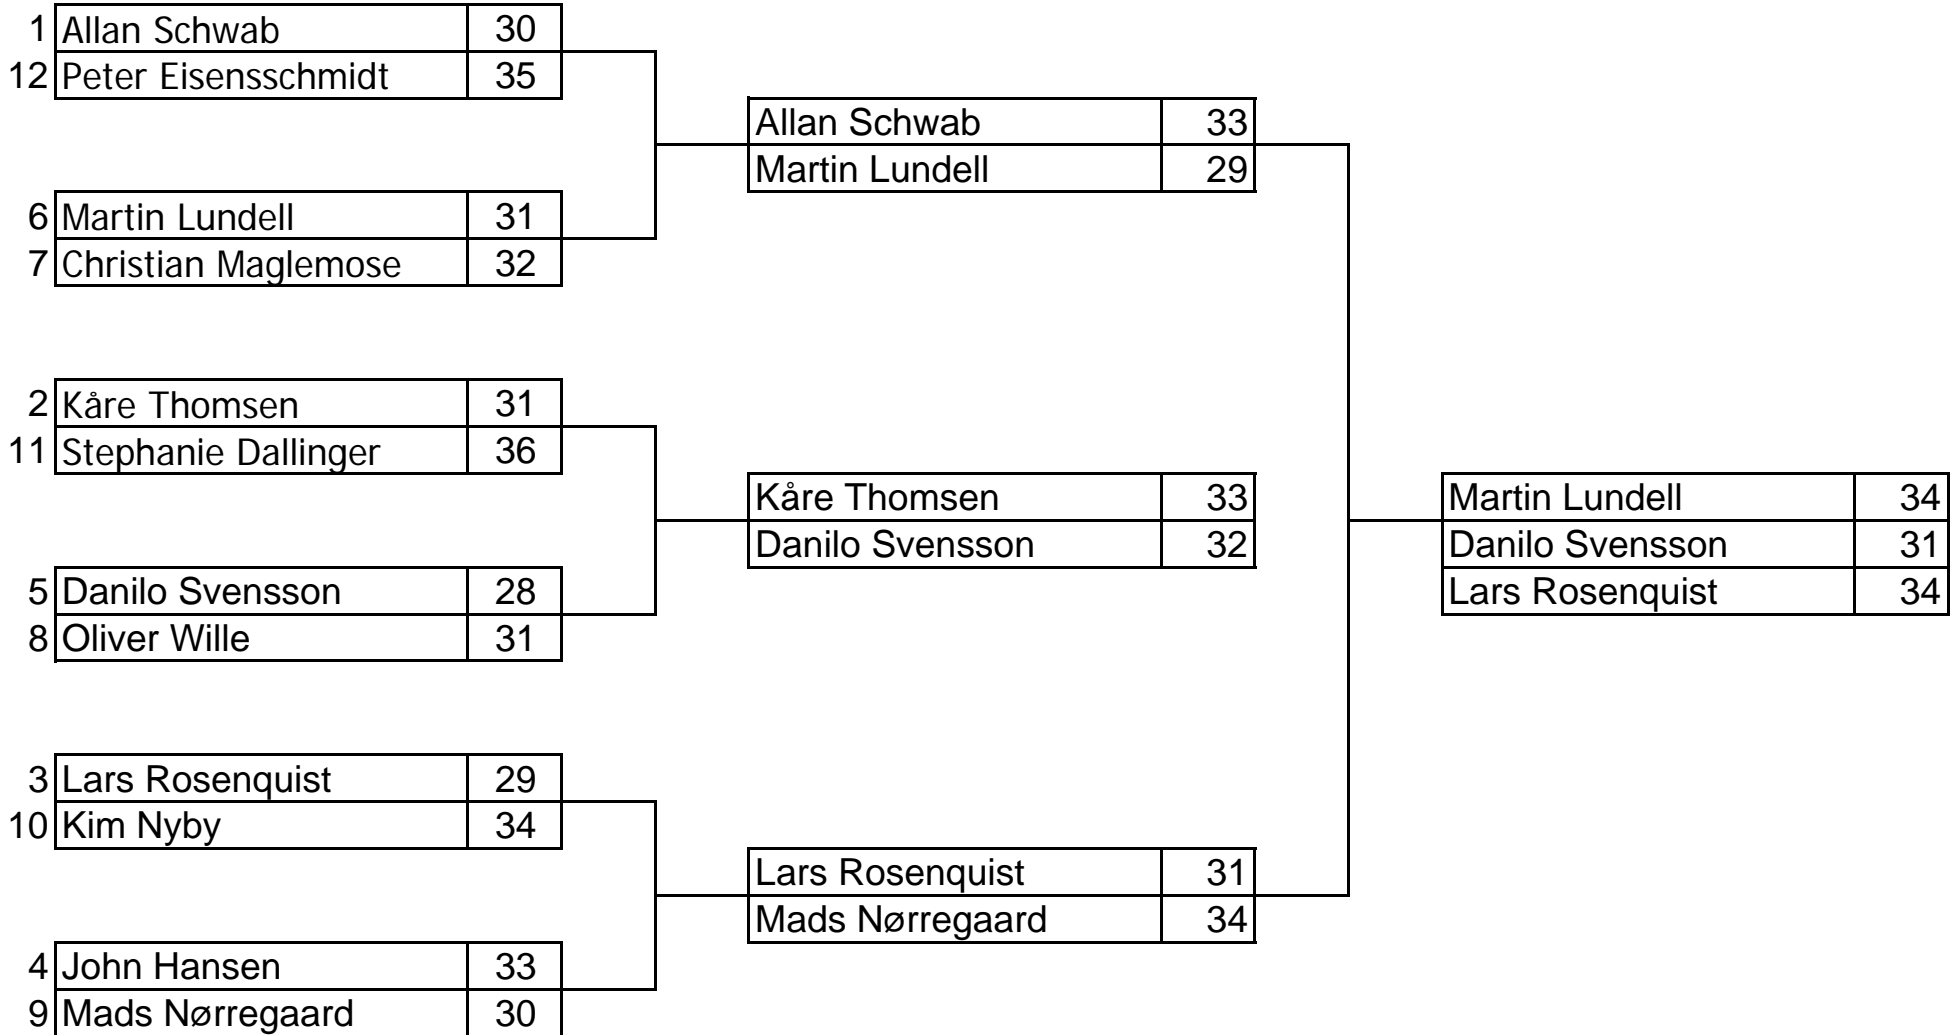 1 Allan Schwab 30
12 Peter Eisensschmidt 35
Allan Schwab 33
Martin Lundell 29
6 Martin Lundell 31
7 Christian Maglemose 32
2 Kåre Thomsen 31
11 Stephanie Dallinger 36
Kåre Thomsen 33
Danilo Svensson 32
Martin Lundell 34
Danilo Svensson 31
Lars Rosenquist 34
5 Danilo Svensson 28
8 Oliver Wille 31
3 Lars Rosenquist 29
10 Kim Nyby 34
Lars Rosenquist 31
Mads Nørregaard 34
4 John Hansen 33
9 Mads Nørregaard 30